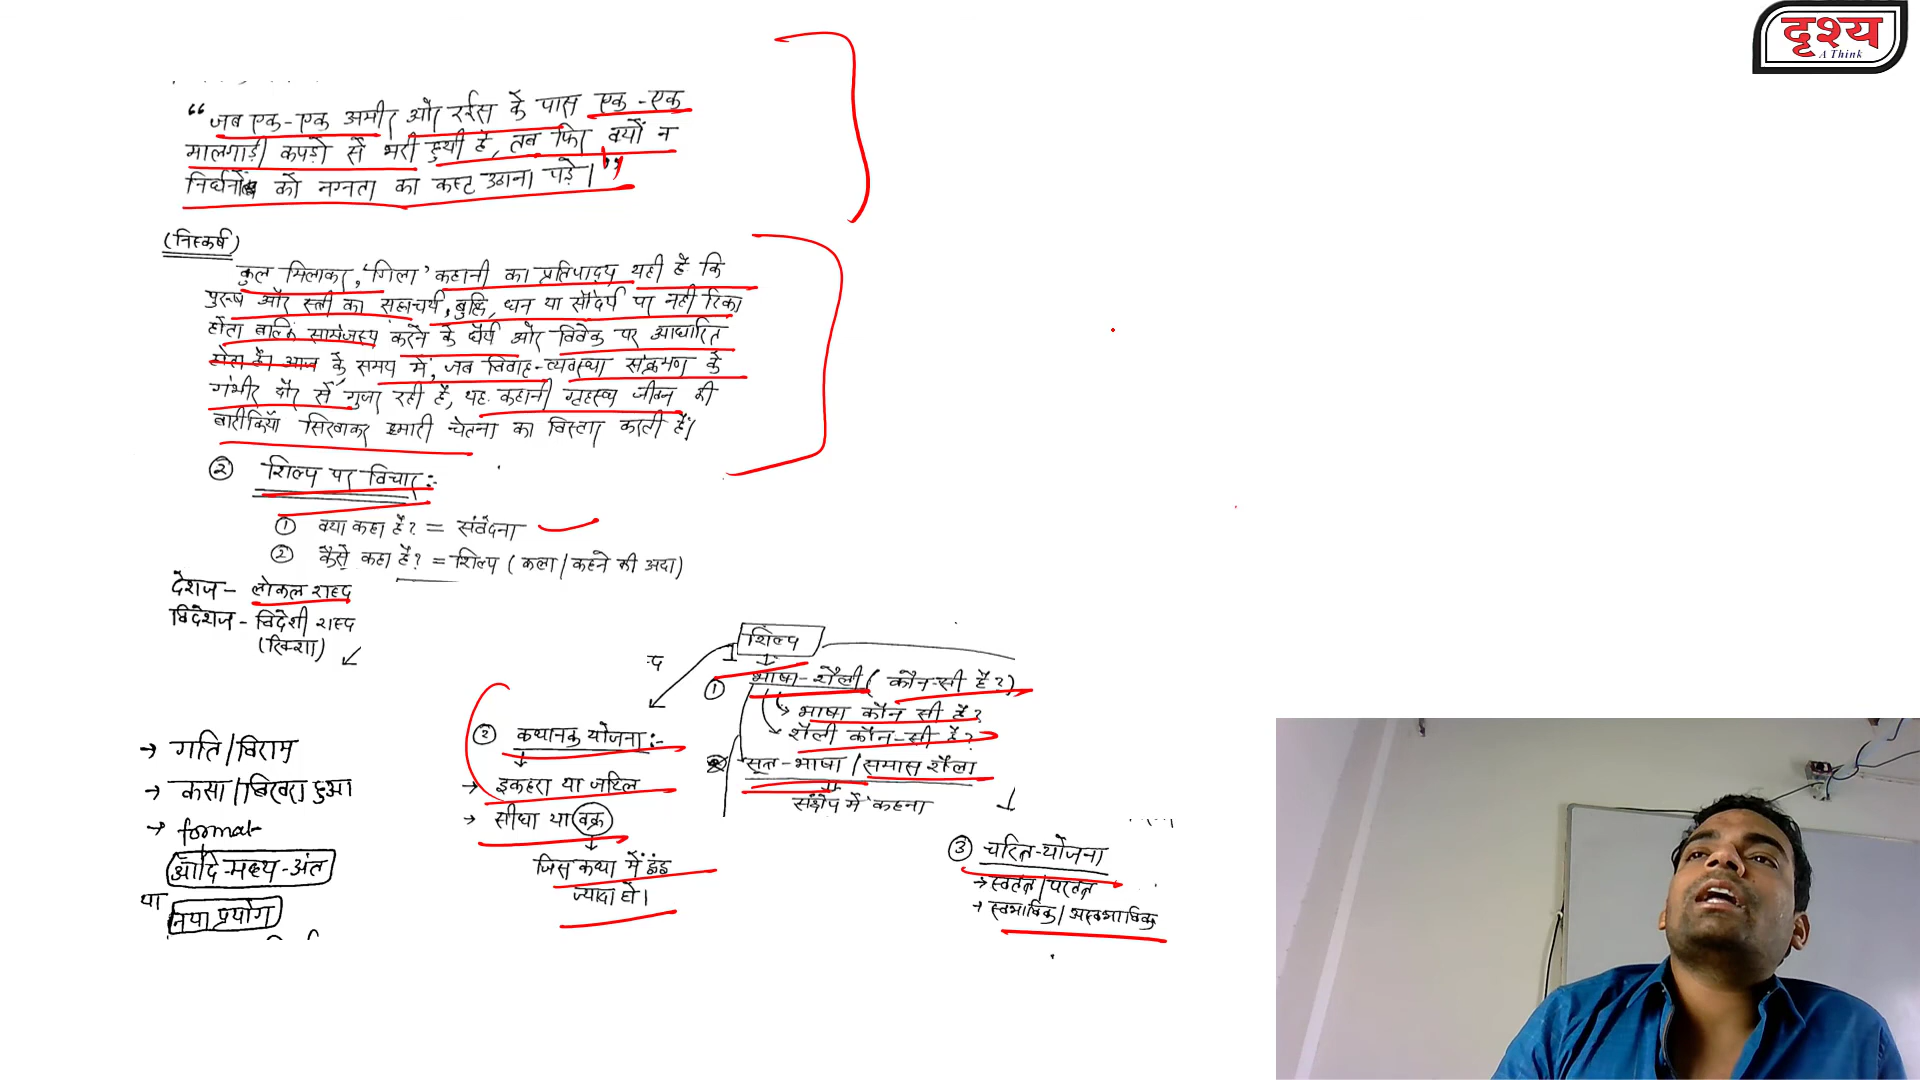 दृश्य
A Think
“जब एक-एक अमीर और रईस के पास एक-एक
मालगाड़ी कपड़ों से भरी हुयी है, तब फिर क्यों न
निर्धनों को नग्नता का कस्ट उठाना पड़े।”
(निष्कर्ष)
कुल मिलाकर, ‘गिला’ कहानी का प्रतिपाद्य यही है कि
पुरुष और स्त्री का सहचर्य, बुद्धि, धन या सौंदर्य पर नही टिका
होता बल्कि सामंजस्य करने के धैर्य और विवेक पर आधारित
होता है। आज के समय में, जब विवाह-व्यवस्था संक्रमण के
गंभीर दौर से गुजर रही है, यह कहानी गृहस्थ जीवन की
बारीकियाँ सिखाकर हमारी चेतना का विस्तार करती हैं।
② शिल्प पर विचार:-
① क्या कहा है? = संवेदना
② कैसे कहा है? = शिल्प (कला/कहने की अदा)
देशज - लोकल शब्द
विदेशज - विदेशी शब्द
(रिक्शा)
शिल्प
① भाषा-शैली (कौन-सी है?)
→ भाषा कौन सी है?
→ शैली कौन-सी है?
सूत्र-भाषा/समास शैली
संक्षेप में कहना
② कथानक योजना:-
→ इकहरा या जटिल
→ सीधा या वक्र
जिस कथा में द्वंद्व
ज्यादा हो।
→ गति/विराम
→ कसा/बिखरा हुआ
→ format
आदि-मध्य-अंत
या
नया प्रयोग
③ चरित्र-योजना
→ स्वतंत्र/परतंत्र
→ स्वभाविक/अस्वभाविक